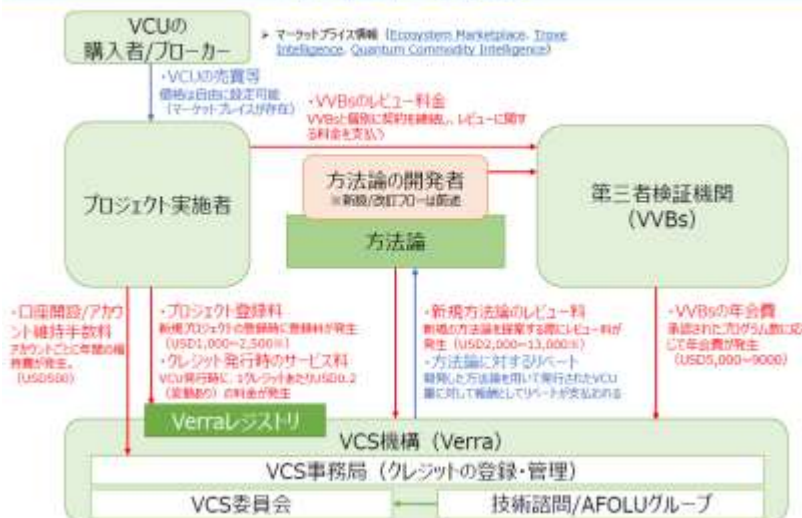 VCUの
購入者/ブローカー
➤ マーケットプライス情報（Ecosystem Marketplace、Trove
Intelligence、Quantum Commodity Intelligence）
・VCUの売買等
価格は自由に設定可能
（マーケットプレイスが存在）
・VVBsのレビュー料金
VVBsと個別に契約を締結し、レビューに関す
る料金を支払う
プロジェクト実施者
方法論の開発者
※新規/改訂フローは前述
方法論
第三者検証機関
（VVBs）
・口座開設/アカウ
ント維持手数料
アカウントごとに年間の維
持費が発生。
（USD500）
・プロジェクト登録料
新規プロジェクトの登録時に登録料が発生
（USD1,000~2,500※）
・クレジット発行時のサービス料
VCU発行時に、1クレジットあたりUSD0.2
（変動あり）の料金が発生
・新規方法論のレビュー料
新規の方法論を提案する際にレビュー料が
発生（USD2,000~13,000※）
・方法論に対するリベート
開発した方法論を用いて発行されたVCU
量に対して報酬としてリベートが支払われる
・VVBsの年会費
承認されたプログラム数に応
じて年会費が発生
（USD5,000~9000）
Verraレジストリ
VCS機構（Verra）
VCS事務局（クレジットの登録・管理）
VCS委員会
技術諮問/AFOLUグループ